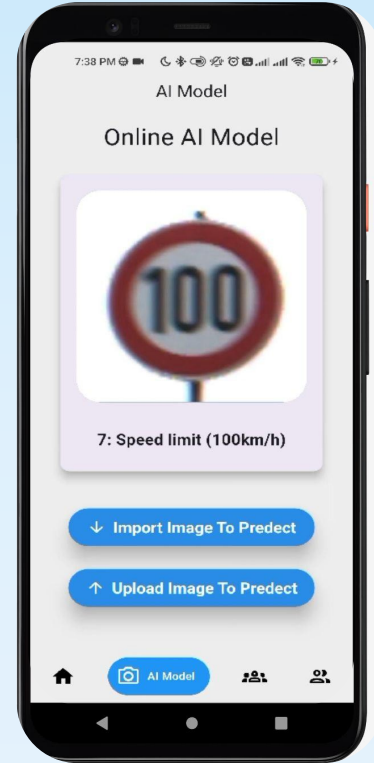 7:38 PM
AI Model
Online AI Model
100
7: Speed limit (100km/h)
Import Image To Predect
Upload Image To Predect
AI Model